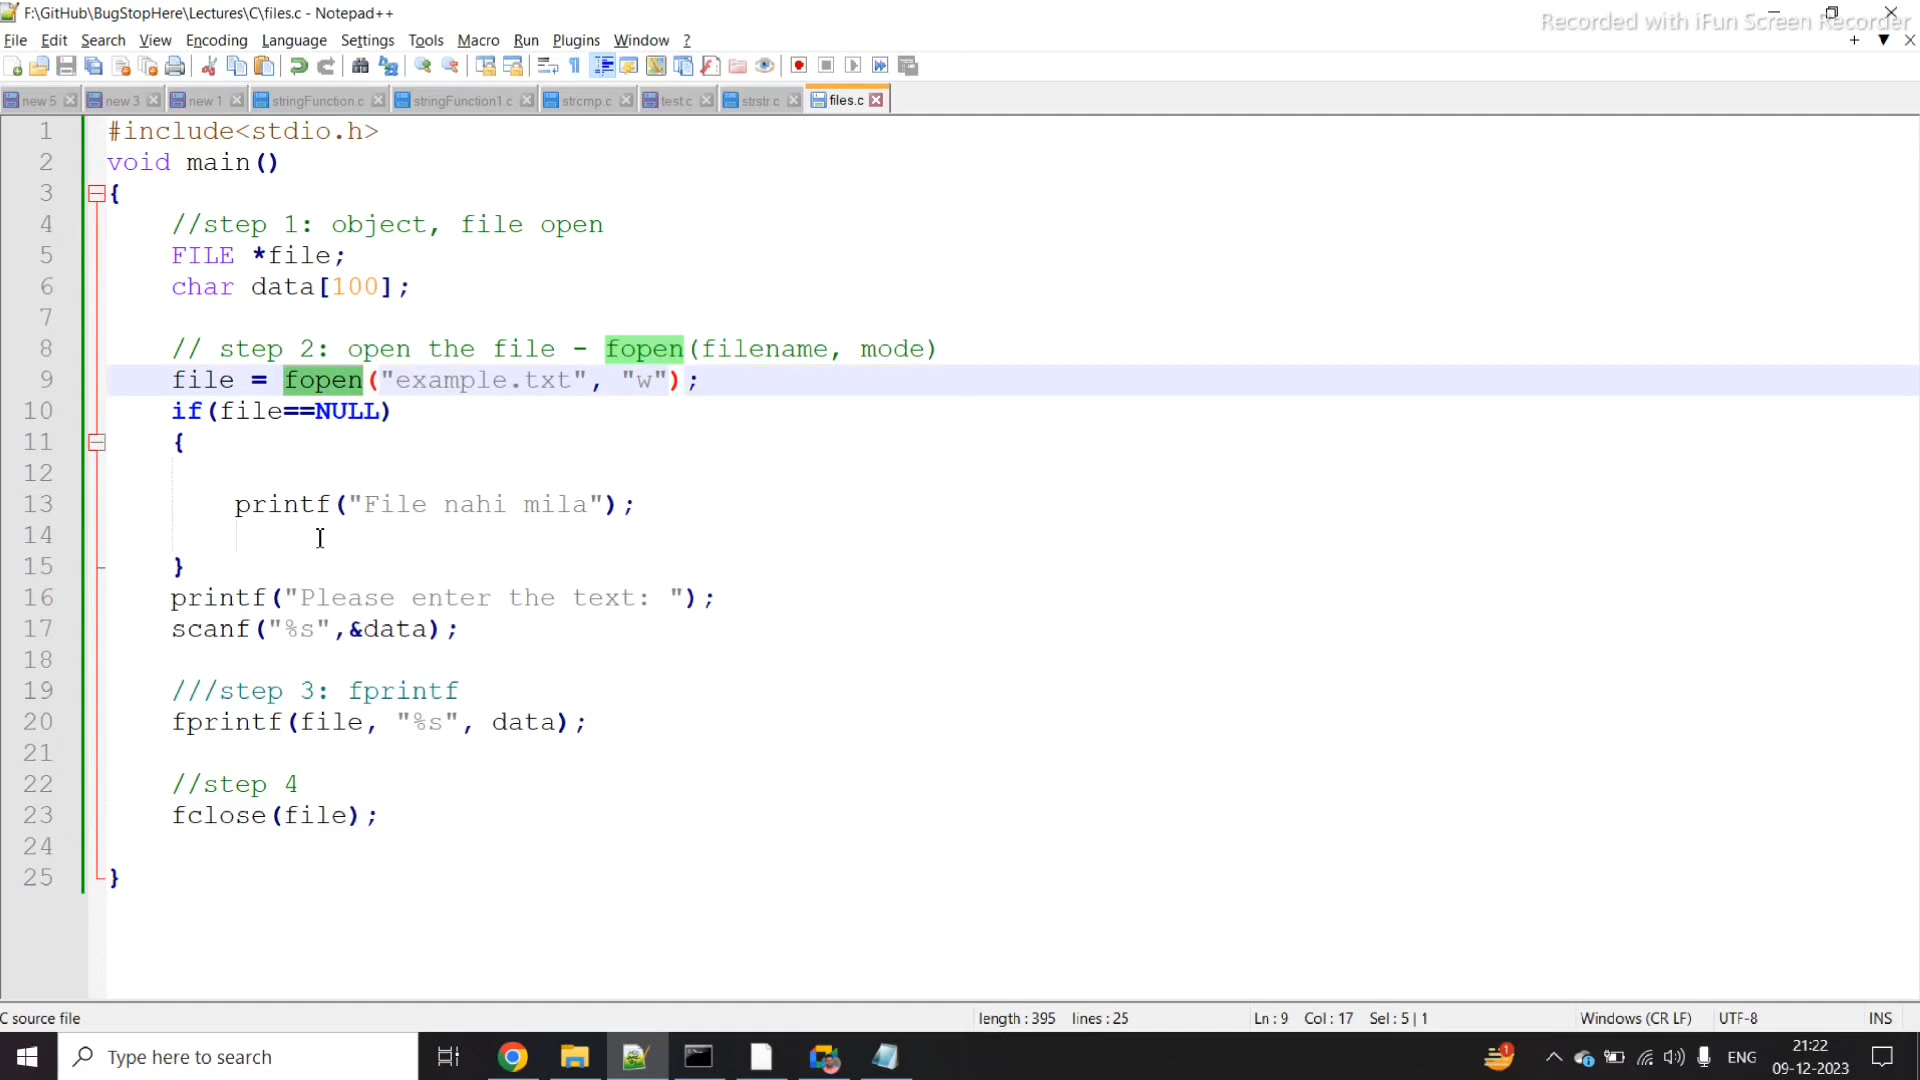 F:\GitHub\BugStopHere\Lectures\C\files.c - Notepad++
Recorded with iFun Screen Recorder
File Edit Search View Encoding Language Settings Tools Macro Run Plugins Window ?
new 5 new 3 new 1 stringFunction.c stringFunction1.c strcmp.c test.c strstr.c files.c
1 #include<stdio.h>
2 void main()
3 {
4 //step 1: object, file open
5 FILE *file;
6 char data[100];
7
8 // step 2: open the file - fopen(filename, mode)
9 file = fopen("example.txt", "w");
10 if(file==NULL)
11 {
12
13 printf("File nahi mila");
14
15 }
16 printf("Please enter the text: ");
17 scanf("%s",&data);
18
19 ///step 3: fprintf
20 fprintf(file, "%s", data);
21
22 //step 4
23 fclose(file);
24
25 }
C source file length : 395 lines : 25 Ln : 9 Col : 17 Sel : 5 | 1 Windows (CR LF) UTF-8 INS
Type here to search 1 ENG 21:22
09-12-2023